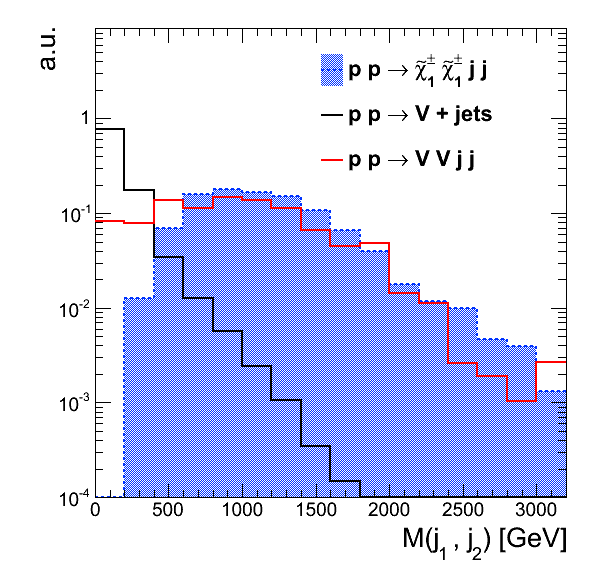 a.u.
p p → χ̃₁± χ̃₁± j j
p p → V + jets
p p → V V j j
1
10⁻¹
10⁻²
10⁻³
10⁻⁴
0 500 1000 1500 2000 2500 3000
M(j₁, j₂) [GeV]